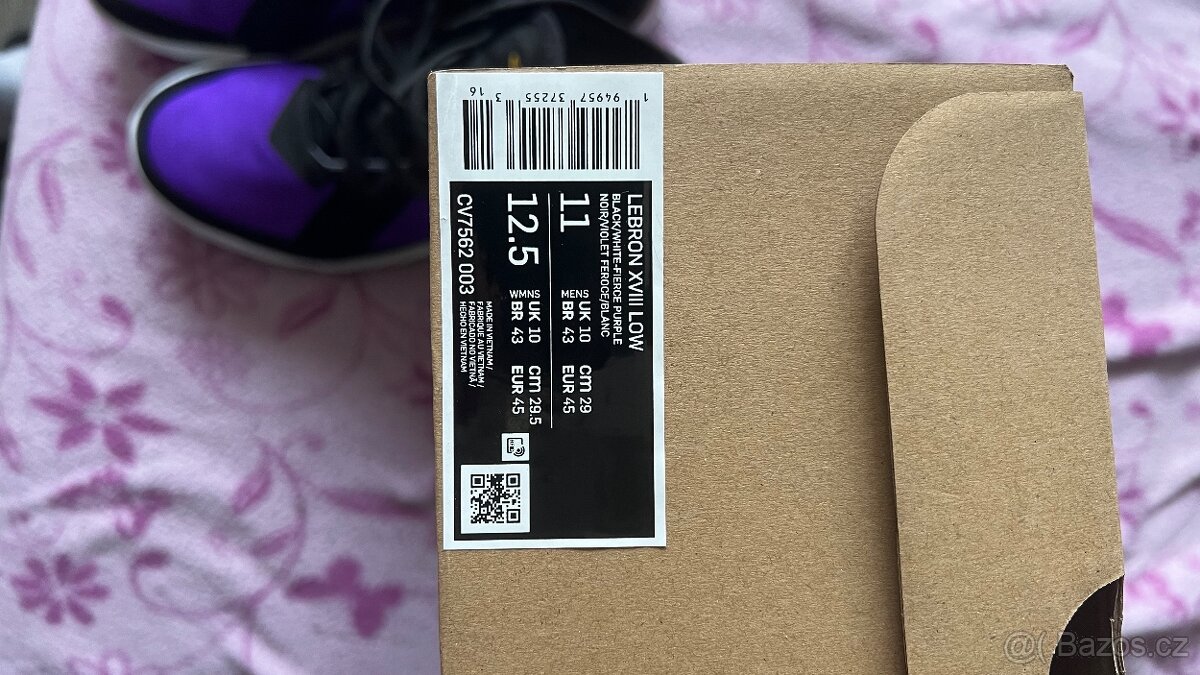 LEBRON XVIII LOW
BLACK/WHITE-FIERCE PURPLE
NOIR/VIOLET FEROCE/BLANC
11 MENS UK 10 cm 29
BR 43 EUR 45
12.5 WMNS UK 10 cm 29.5
BR 43 EUR 45
CV7562 003
MADE IN VIETNAM/
FABRIQUE AU VIETNAM/
FABRICADO NO VIETNÃ/
HECHO EN VIETNAM
1 94957 37255 3 16
@(.Bazos.cz